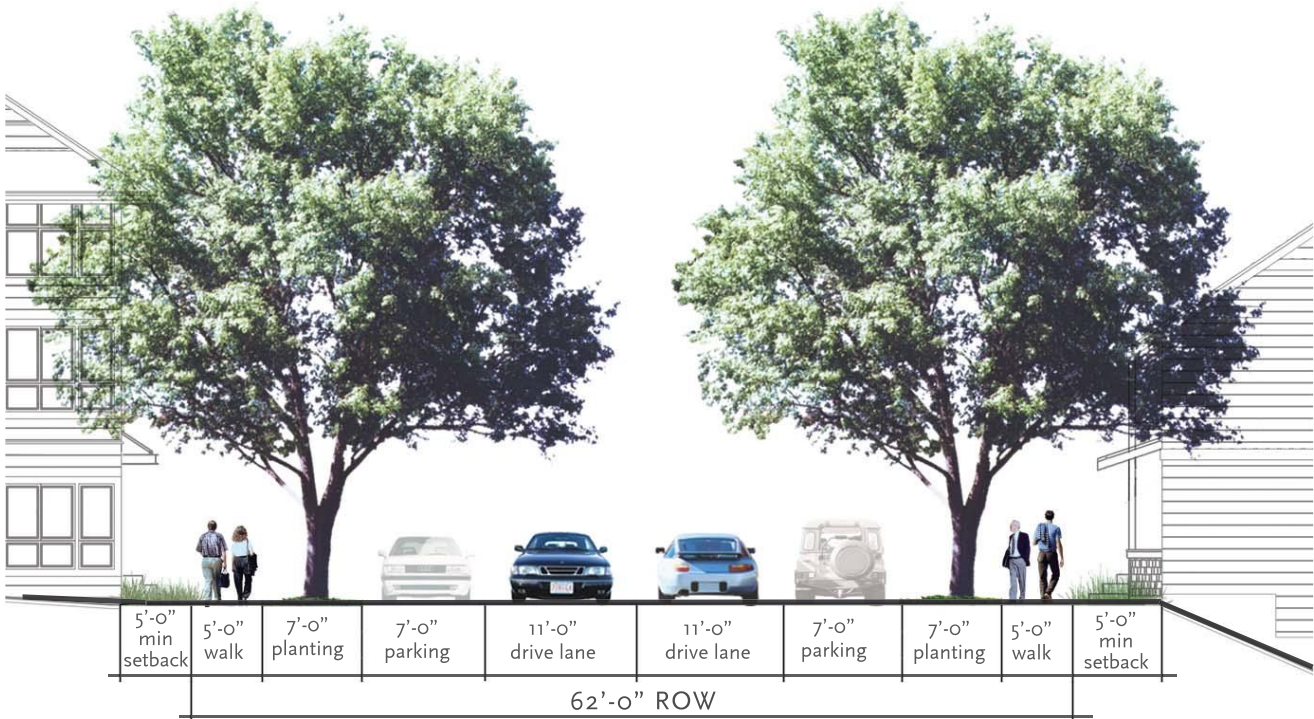 5'-0"
min
setback
5'-0"
walk
7'-0"
planting
7'-0"
parking
11'-0"
drive lane
11'-0"
drive lane
7'-0"
parking
7'-0"
planting
5'-0"
walk
5'-0"
min
setback
62'-0" ROW